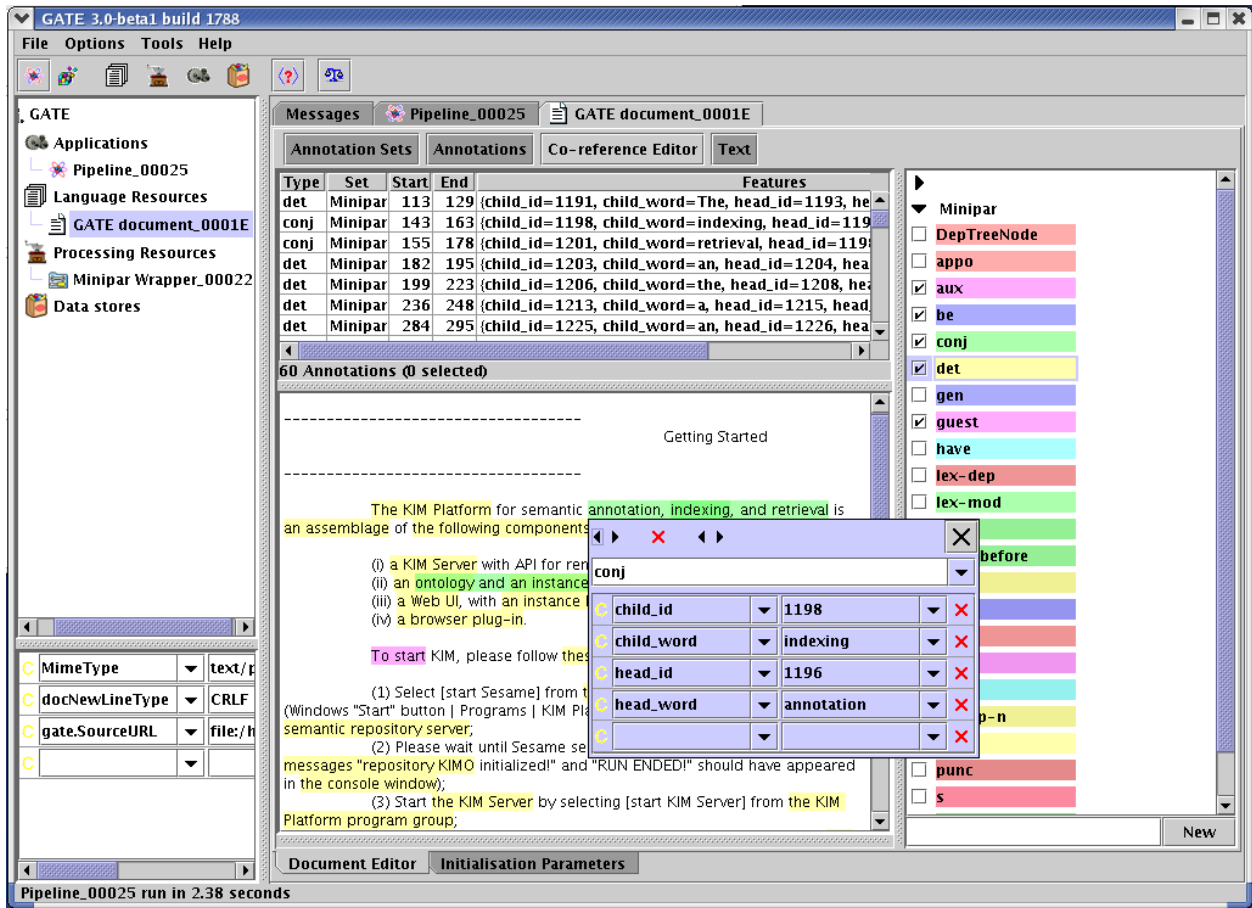 GATE 3.0-beta1 build 1788
File Options Tools Help
GATE
Applications
Pipeline_00025
Language Resources
GATE document_0001E
Processing Resources
Minipar Wrapper_00022
Data stores
MimeType text/p
docNewLineType CRLF
gate.SourceURL file:/h
Messages Pipeline_00025 GATE document_0001E
Annotation Sets Annotations Co-reference Editor Text
Type Set Start End Features
det Minipar 113 129 {child_id=1191, child_word=The, head_id=1193, he
conj Minipar 143 163 {child_id=1198, child_word=indexing, head_id=119
conj Minipar 155 178 {child_id=1201, child_word=retrieval, head_id=119
det Minipar 182 195 {child_id=1203, child_word=an, head_id=1204, hea
det Minipar 199 223 {child_id=1206, child_word=the, head_id=1208, hea
det Minipar 236 248 {child_id=1213, child_word=a, head_id=1215, head
det Minipar 284 295 {child_id=1225, child_word=an, head_id=1226, hea
60 Annotations (0 selected)
----------------------------------
Getting Started
----------------------------------
The KIM Platform for semantic annotation, indexing, and retrieval is
an assemblage of the following components
(i) a KIM Server with API for ren
(ii) an ontology and an instance
(iii) a Web UI, with an instance
(iv) a browser plug-in.
To start KIM, please follow thes
(1) Select [start Sesame] from t
(Windows "Start" button | Programs | KIM Pla
semantic repository server;
(2) Please wait until Sesame se
messages "repository KIMO initialized!" and "RUN ENDED!" should have appeared
in the console window);
(3) Start the KIM Server by selecting [start KIM Server] from the KIM
Platform program group;
conj
C child_id 1198
C child_word indexing
C head_id 1196
C head_word annotation
C
Minipar
DepTreeNode
appo
aux
be
conj
det
gen
guest
have
lex-dep
lex-mod
before
p-n
punc
s
New
Document Editor Initialisation Parameters
Pipeline_00025 run in 2.38 seconds